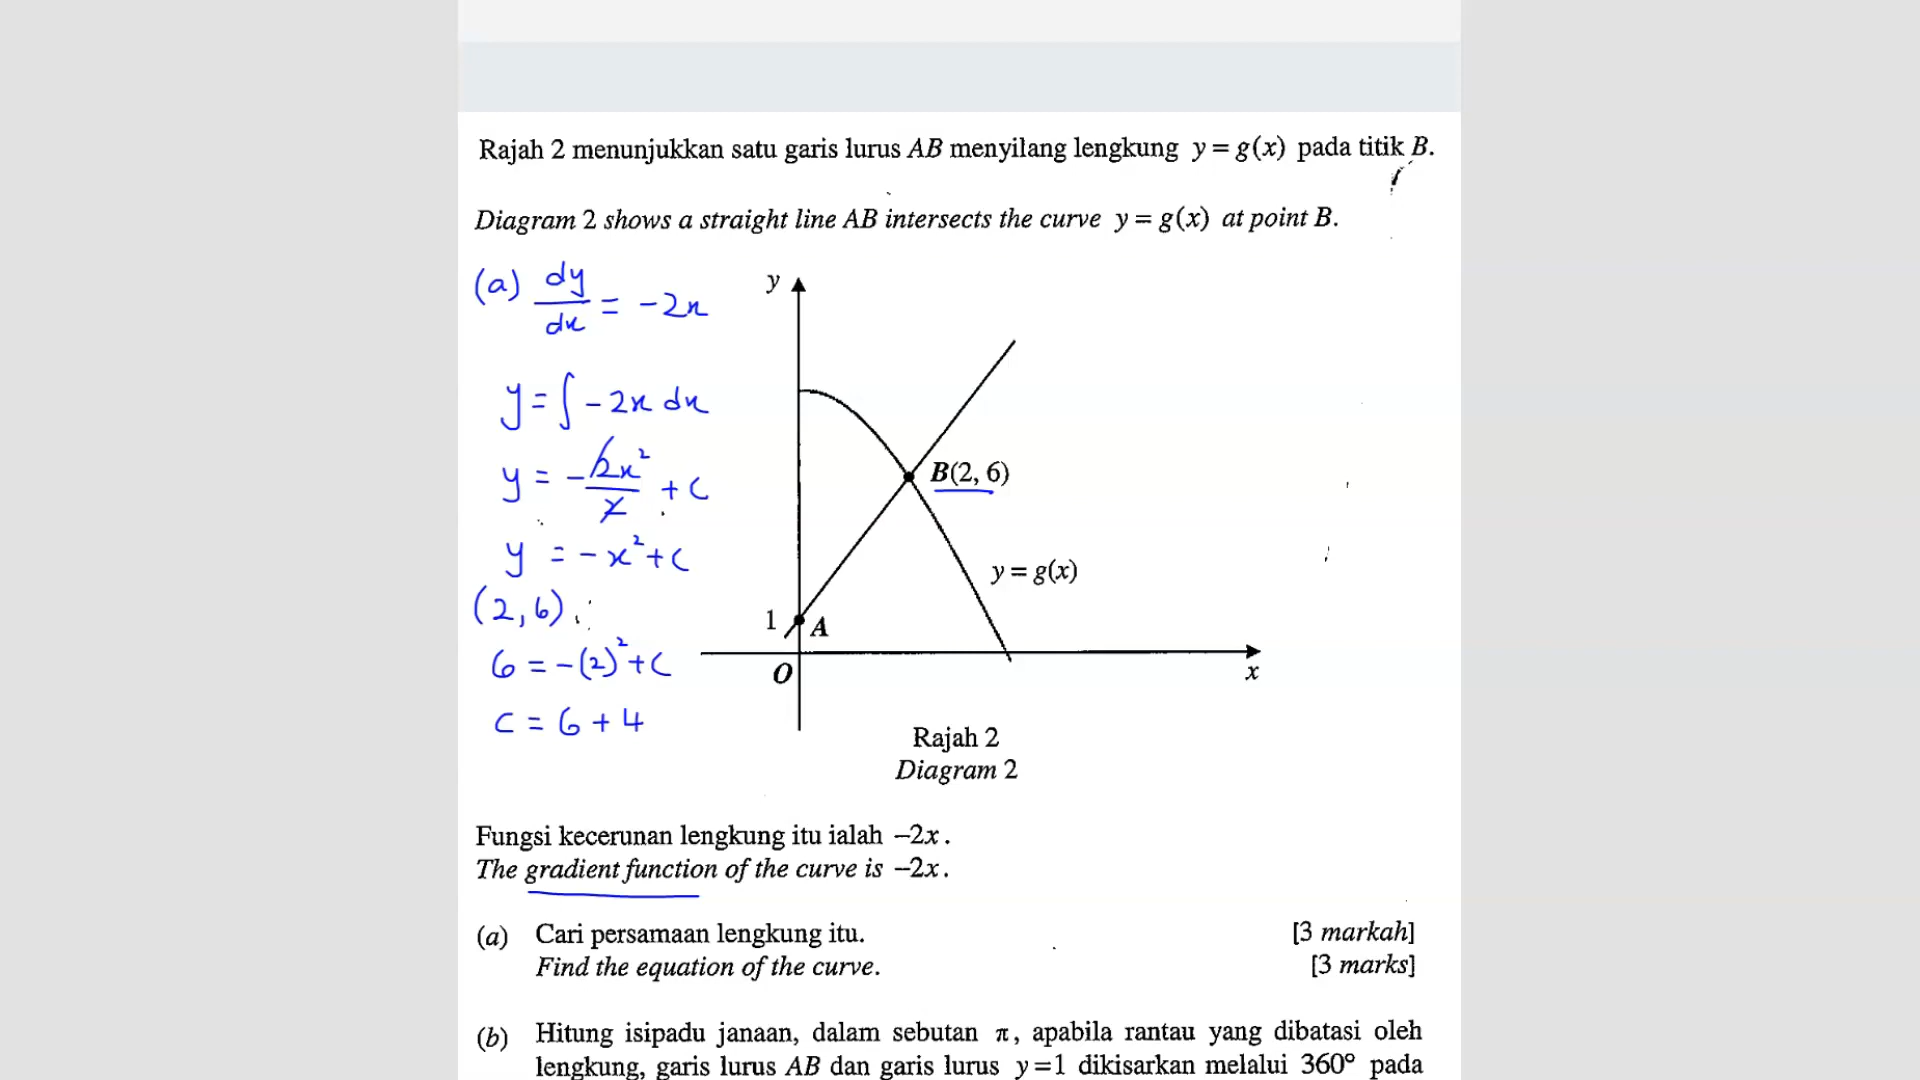 Rajah 2 menunjukkan satu garis lurus AB menyilang lengkung y = g(x) pada titik B.
Diagram 2 shows a straight line AB intersects the curve y = g(x) at point B.
(a) dy/dx = -2x
y = ∫ -2x dx
y = -2x²/2 + c
y = -x² + c
(2, 6)
6 = -(2)² + c
c = 6 + 4
y
B(2, 6)
y = g(x)
1 A
O
x
Rajah 2
Diagram 2
Fungsi kecerunan lengkung itu ialah –2x.
The gradient function of the curve is –2x.
(a) Cari persamaan lengkung itu. [3 markah]
Find the equation of the curve. [3 marks]
(b) Hitung isipadu janaan, dalam sebutan π, apabila rantau yang dibatasi oleh
lengkung, garis lurus AB dan garis lurus y=1 dikisarkan melalui 360° pada